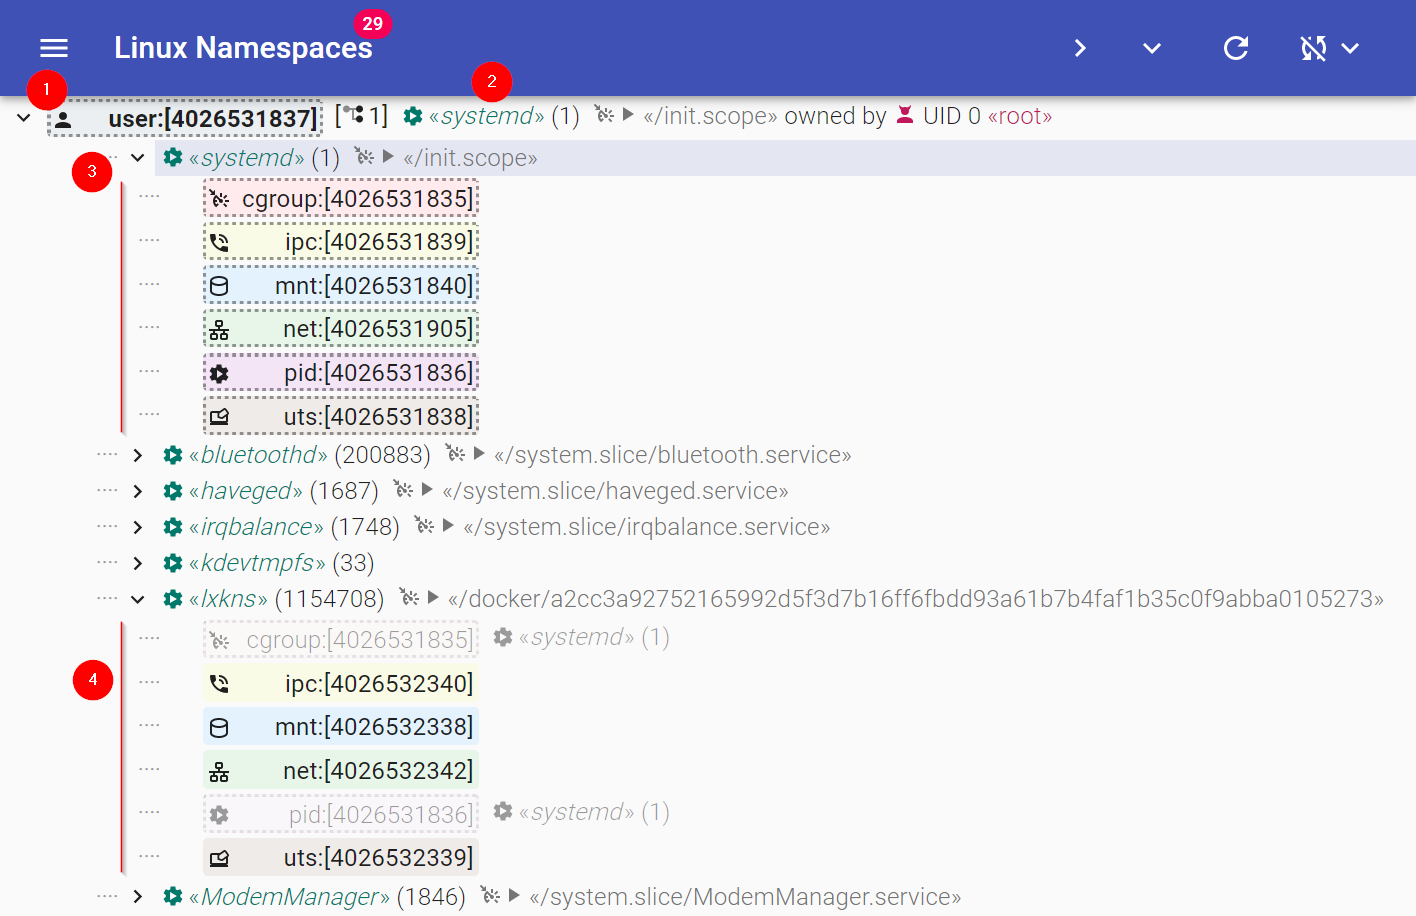 Linux Namespaces 29
1 2
user:[4026531837] [1] «systemd» (1) «/init.scope» owned by UID 0 «root»
3 «systemd» (1) «/init.scope»
cgroup:[4026531835]
ipc:[4026531839]
mnt:[4026531840]
net:[4026531905]
pid:[4026531836]
uts:[4026531838]
«bluetoothd» (200883) «/system.slice/bluetooth.service»
«haveged» (1687) «/system.slice/haveged.service»
«irqbalance» (1748) «/system.slice/irqbalance.service»
«kdevtmpfs» (33)
«lxkns» (1154708) «/docker/a2cc3a92752165992d5f3d7b16ff6fbdd93a61b7b4faf1b35c0f9abba0105273»
cgroup:[4026531835] «systemd» (1)
4 ipc:[4026532340]
mnt:[4026532338]
net:[4026532342]
pid:[4026531836] «systemd» (1)
uts:[4026532339]
«ModemManager» (1846) «/system.slice/ModemManager.service»